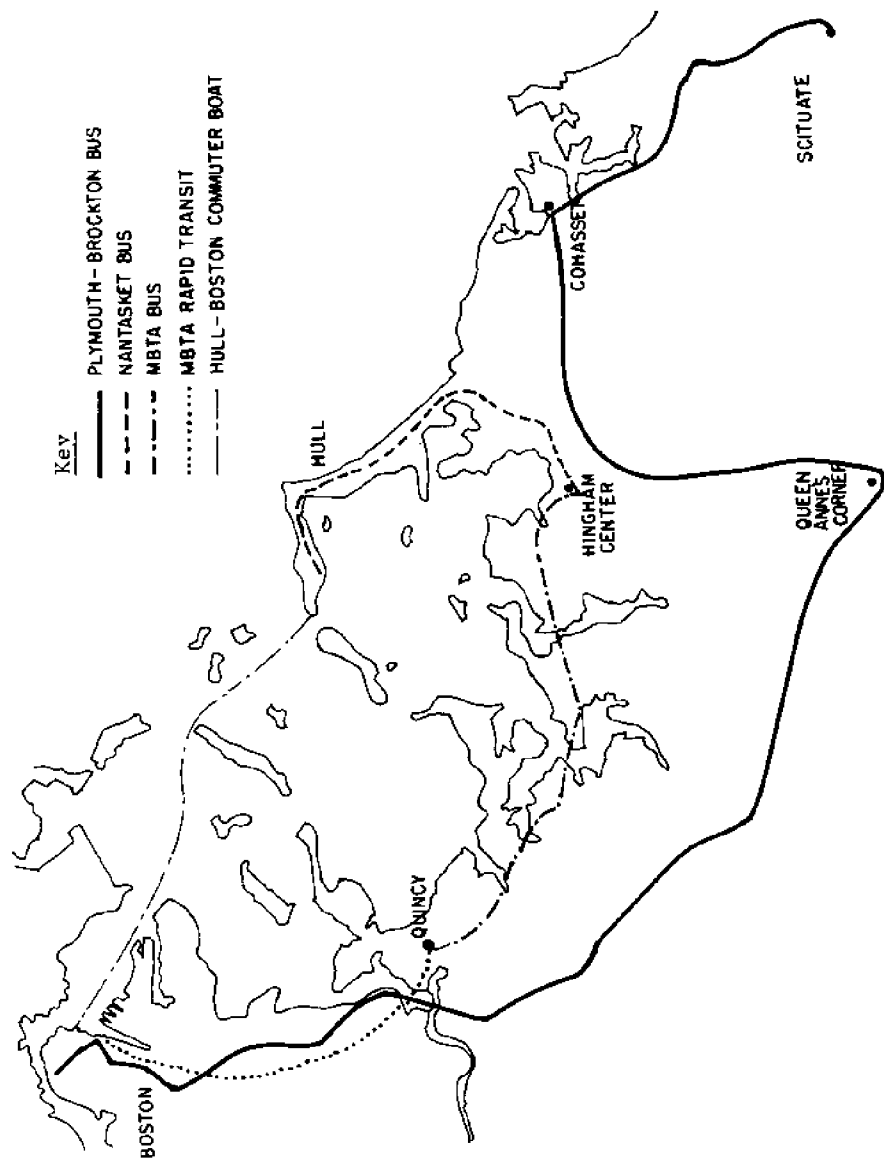 Key
PLYMOUTH-BROCKTON BUS
NANTASKET BUS
MBTA BUS
MBTA RAPID TRANSIT
HULL-BOSTON COMMUTER BOAT
BOSTON
QUINCY
HULL
HINGHAM
CENTER
COHASSET
QUEEN
ANNES
CORNER
SCITUATE